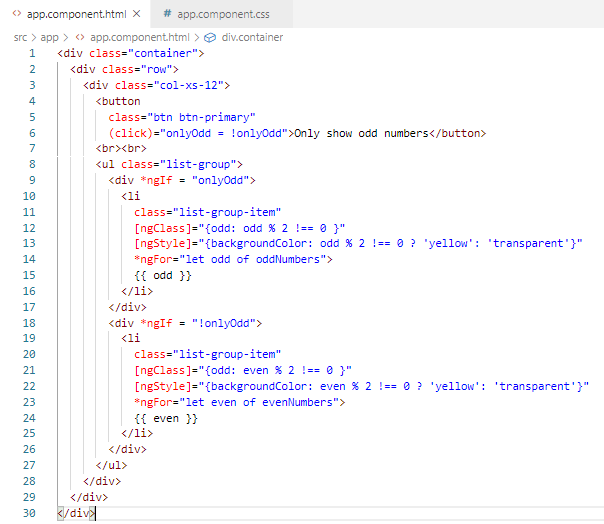 app.component.html × # app.component.css
src > app > app.component.html > div.container
1 <div class="container">
2 <div class="row">
3 <div class="col-xs-12">
4 <button
5 class="btn btn-primary"
6 (click)="onlyOdd = !onlyOdd">Only show odd numbers</button>
7 <br><br>
8 <ul class="list-group">
9 <div *ngIf = "onlyOdd">
10 <li
11 class="list-group-item"
12 [ngClass]="{odd: odd % 2 !== 0 }"
13 [ngStyle]="{backgroundColor: odd % 2 !== 0 ? 'yellow': 'transparent'}"
14 *ngFor="let odd of oddNumbers">
15 {{ odd }}
16 </li>
17 </div>
18 <div *ngIf = "!onlyOdd">
19 <li
20 class="list-group-item"
21 [ngClass]="{odd: even % 2 !== 0 }"
22 [ngStyle]="{backgroundColor: even % 2 !== 0 ? 'yellow': 'transparent'}"
23 *ngFor="let even of evenNumbers">
24 {{ even }}
25 </li>
26 </div>
27 </ul>
28 </div>
29 </div>
30 </div>